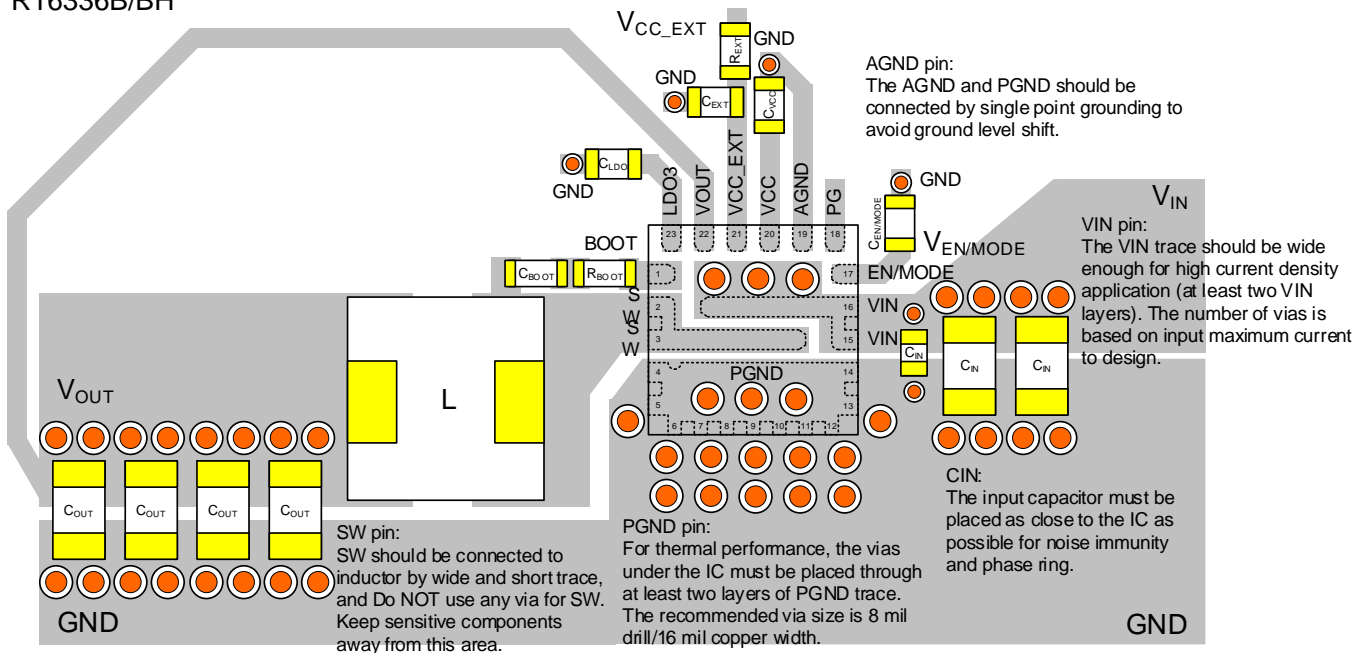 RT6336B/BH
VCC_EXT
REXT
GND
GND
CEXT
CVCC
AGND pin:
The AGND and PGND should be
connected by single point grounding to
avoid ground level shift.
CLDO
GND
LDO3
VOUT
VCC_EXT
VCC
AGND
PG
GND
CEN/MODE
VEN/MODE
VIN
VIN pin:
The VIN trace should be wide
enough for high current density
application (at least two VIN
layers). The number of vias is
based on input maximum current
to design.
23 22 21 20 19 18
BOOT
CBOOT
RBOOT
1
17
EN/MODE
S
W
S
W
2
3
16
15
VIN
VIN
CIN
CIN
CIN
L
VOUT
PGND
4
5
14
13
6 7 8 9 10 11 12
COUT
COUT
COUT
COUT
GND
SW pin:
SW should be connected to
inductor by wide and short trace,
and Do NOT use any via for SW.
Keep sensitive components
away from this area.
PGND pin:
For thermal performance, the vias
under the IC must be placed through
at least two layers of PGND trace.
The recommended via size is 8 mil
drill/16 mil copper width.
CIN:
The input capacitor must be
placed as close to the IC as
possible for noise immunity
and phase ring.
GND